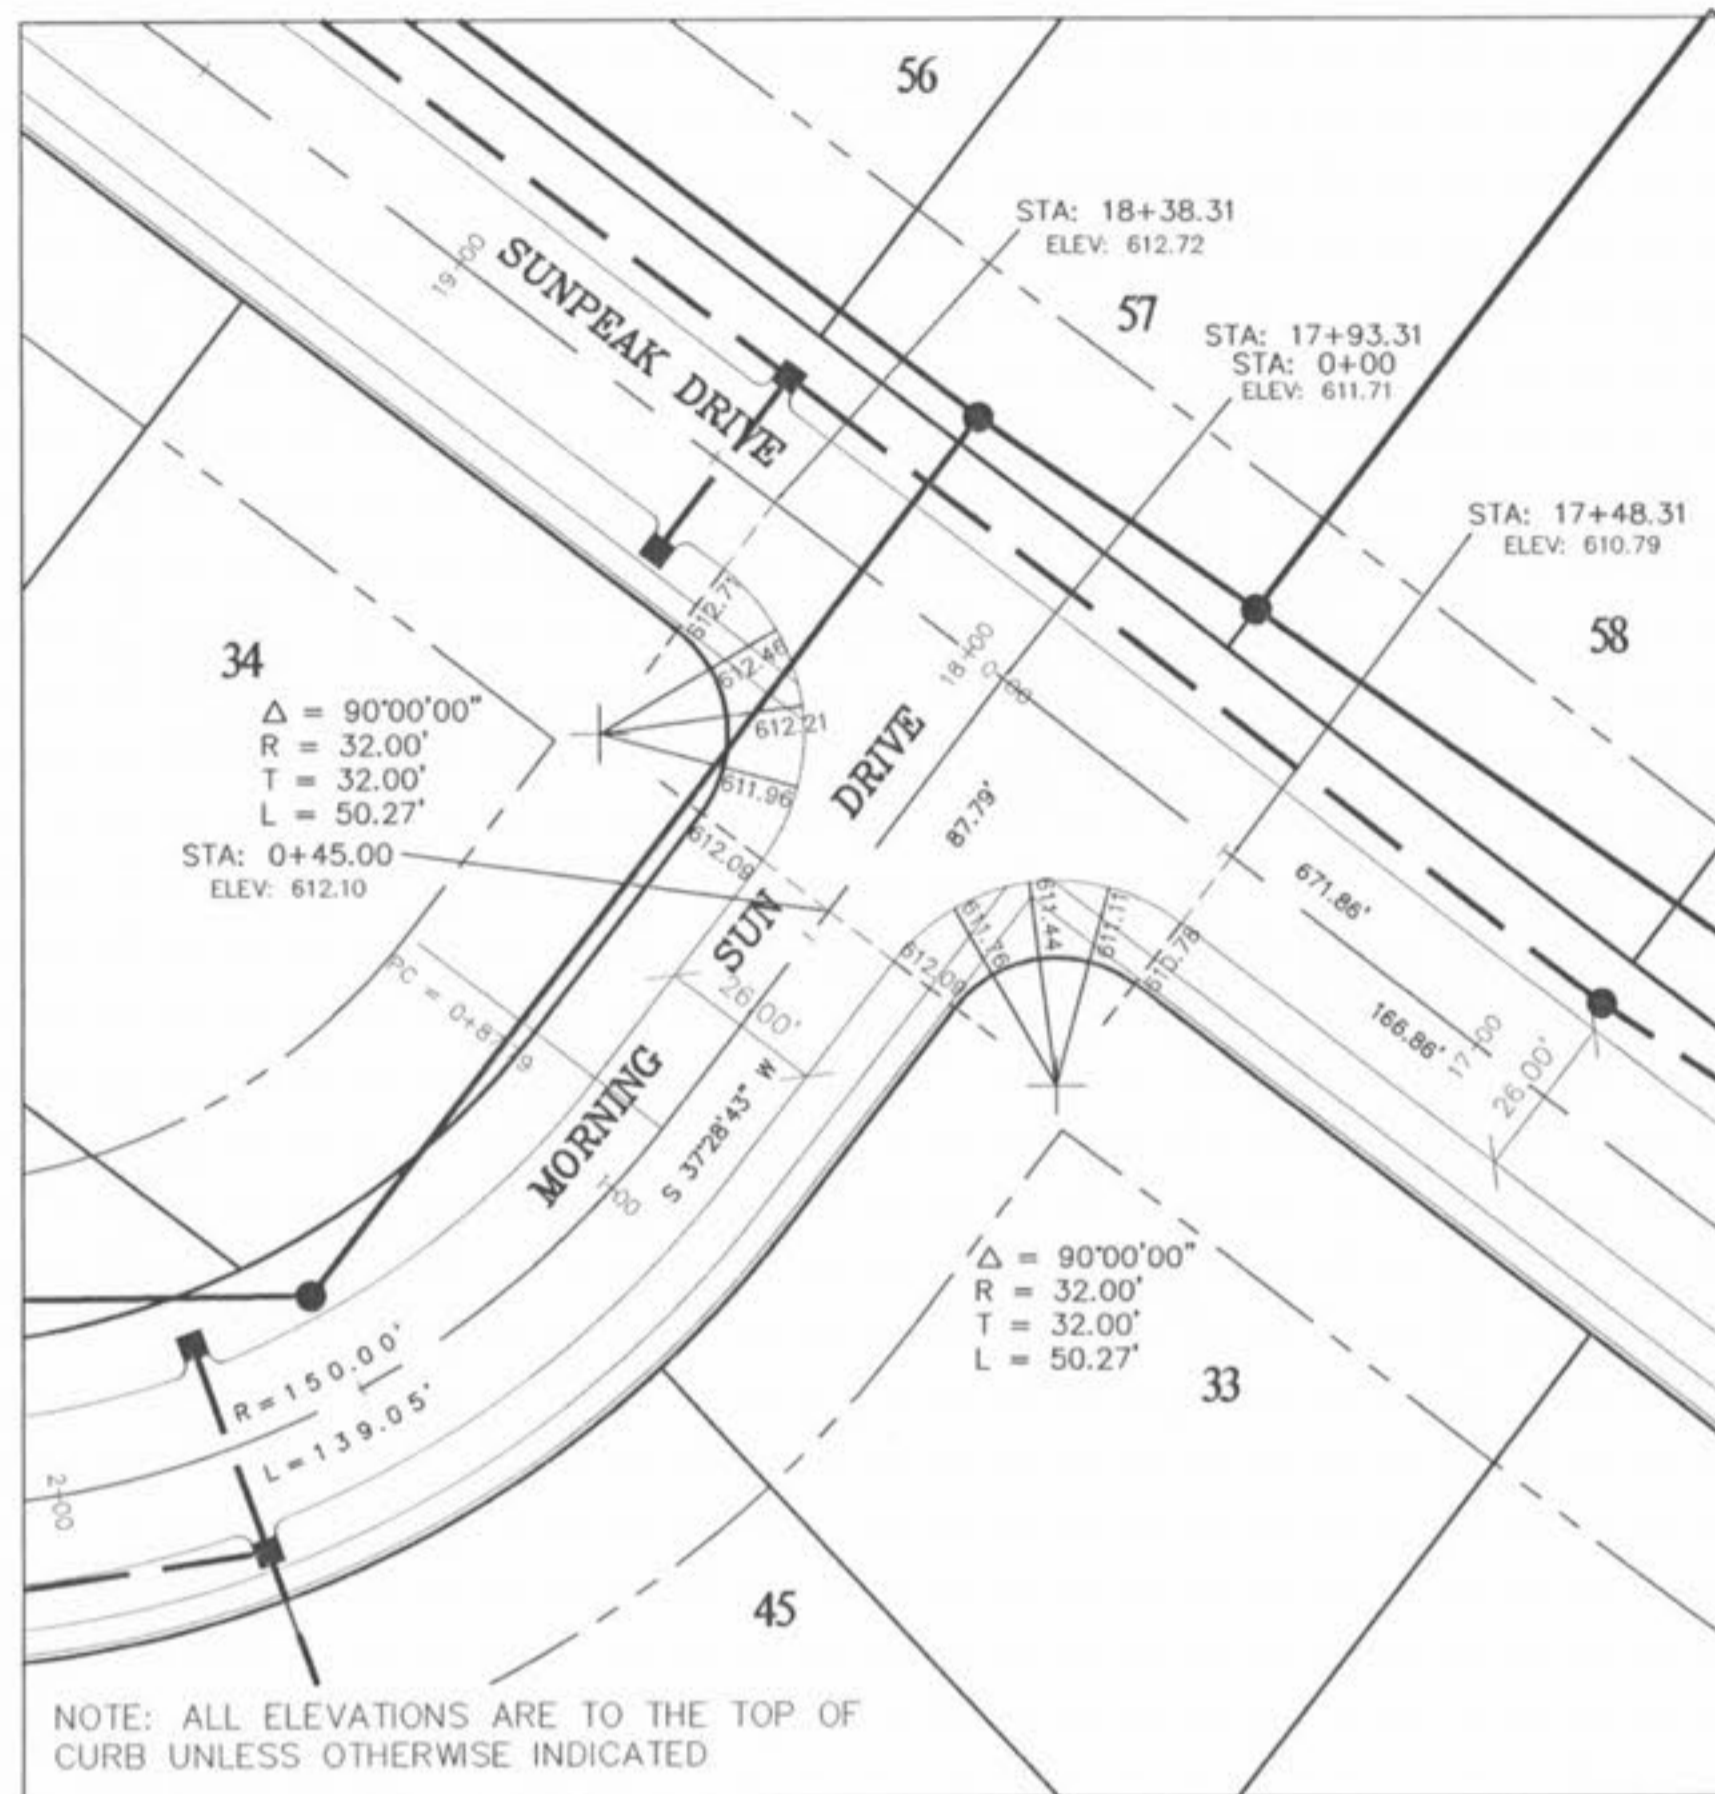 56
STA: 18+38.31
ELEV: 612.72
57
STA: 17+93.31
STA: 0+00
ELEV: 611.71
STA: 17+48.31
ELEV: 610.79
58
19+00
SUNPEAK DRIVE
34
Δ = 90°00'00"
R = 32.00'
T = 32.00'
L = 50.27'
STA: 0+45.00
ELEV: 612.10
612.71
612.46
612.21
611.96
612.09
18+00
0+00
MORNING SUN DRIVE
87.79'
671.86'
166.86'
17+00
26.00'
612.09
611.76
611.44
611.11
610.78
26.00'
PC = 0+87.79
S 37°28'43" W
1+00
Δ = 90°00'00"
R = 32.00'
T = 32.00'
L = 50.27'
33
R=150.00'
L=139.05'
2+00
45
NOTE: ALL ELEVATIONS ARE TO THE TOP OF
CURB UNLESS OTHERWISE INDICATED